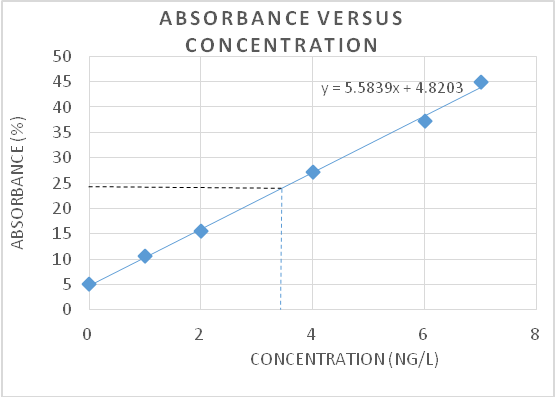 ABSORBANCE VERSUS
CONCENTRATION
y = 5.5839x + 4.8203
ABSORBANCE (%)
50
45
40
35
30
25
20
15
10
5
0
0 2 4 6 8
CONCENTRATION (NG/L)